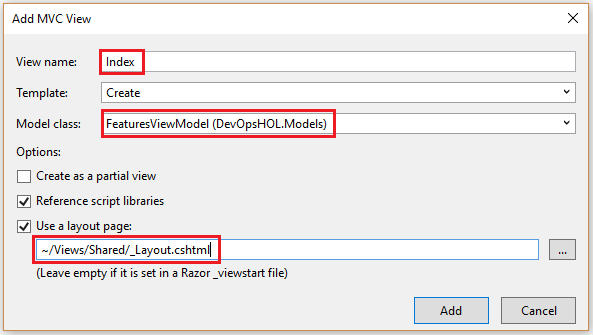 Add MVC View
View name: Index
Template: Create
Model class: FeaturesViewModel (DevOpsHOL.Models)
Options:
Create as a partial view
Reference script libraries
Use a layout page:
~/Views/Shared/_Layout.cshtml
...
(Leave empty if it is set in a Razor _viewstart file)
Add Cancel